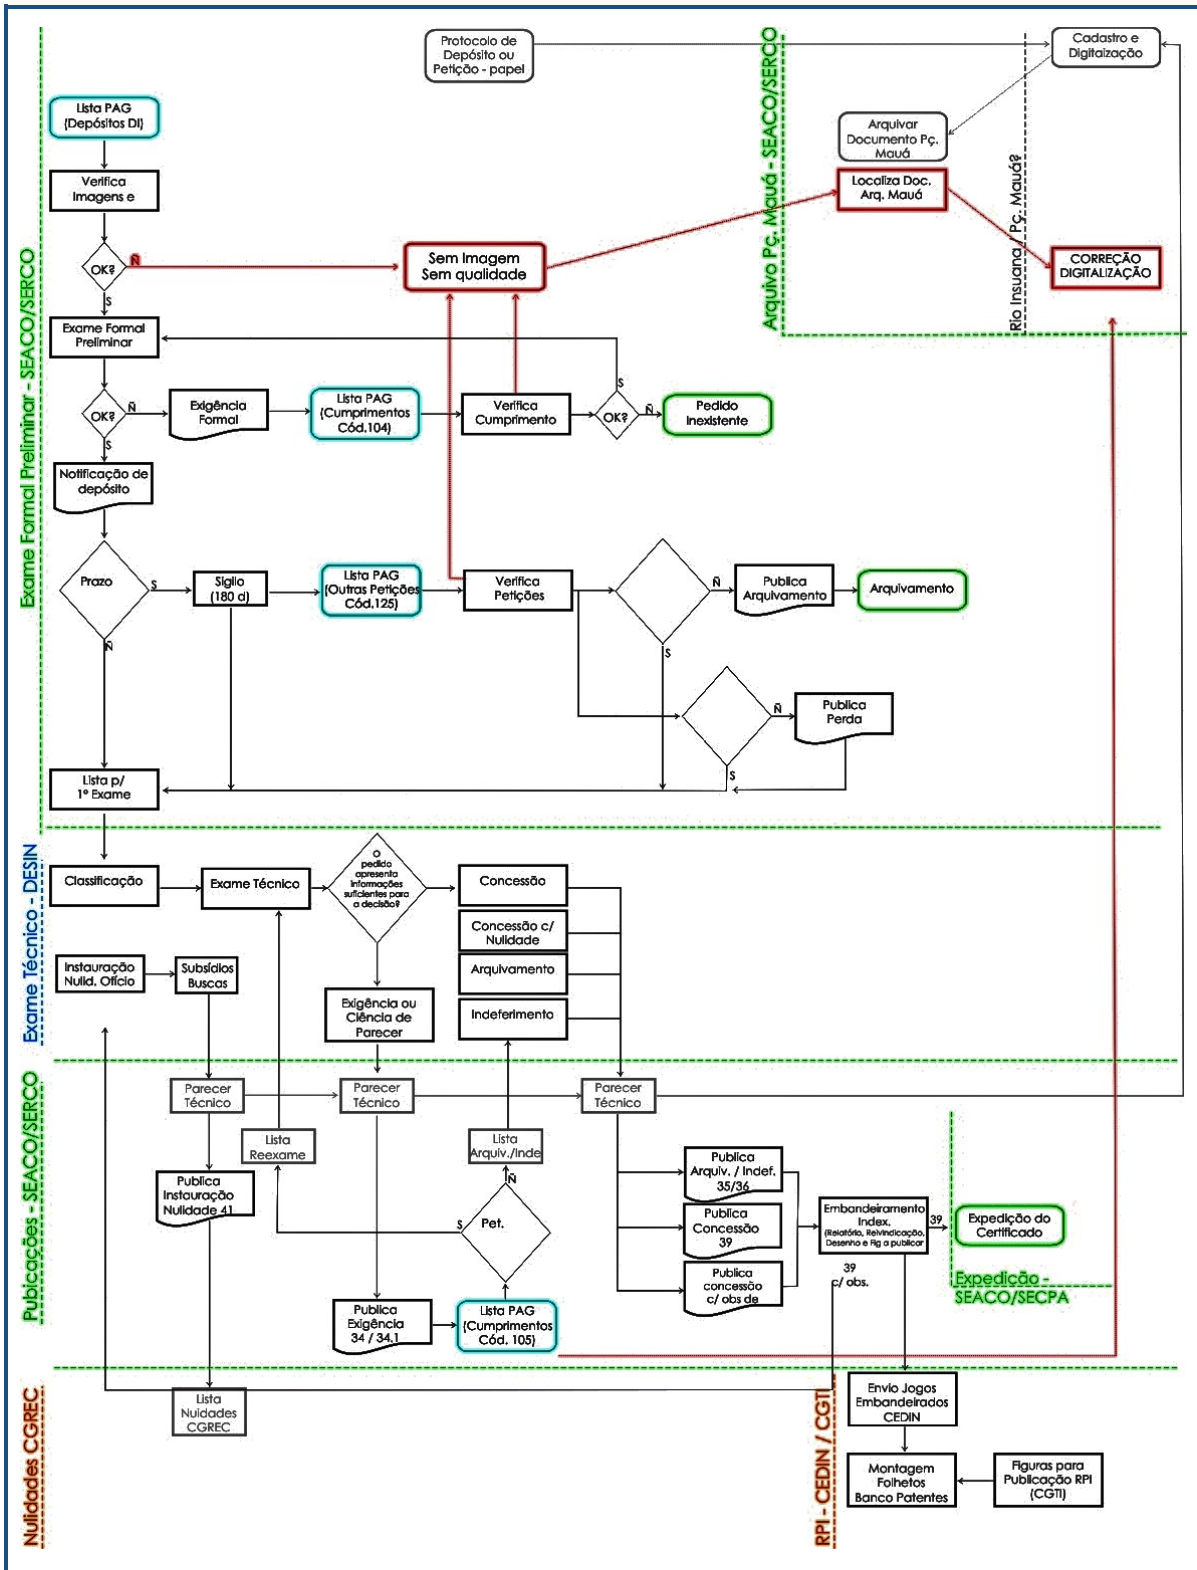 Protocolo de
Depósito ou
Petição - papel
Cadastro e
Digitaização
Arquivo Pç. Mauá - SEACO/SERCO
Rio Insuana / Pç. Mauá?
Lista PAG
(Depósitos DI)
Arquivar
Documento Pç.
Mauá
Verifica
Imagens e
Localiza Doc.
Arq. Mauá
OK?
Ñ
S
Sem Imagem
Sem qualidade
CORREÇÃO
DIGITALIZAÇÃO
Exame Formal Preliminar - SEACO/SERCO
Exame Formal
Preliminar
OK?
Ñ
S
Exigência
Formal
Lista PAG
(Cumprimentos
Cód.104)
Verifica
Cumprimento
OK?
S
Ñ
Pedido
Inexistente
Notificação de
depósito
Prazo
S
Ñ
Sigilo
(180 d)
Lista PAG
(Outras Petições
Cód.125)
Verifica
Petições
Ñ
S
Publica
Arquivamento
Arquivamento
Ñ
S
Publica
Perda
Lista p/
1º Exame
Exame Técnico - DESIN
Classificação
Exame Técnico
O
pedido
apresenta
informações
suficientes para
a decisão?
Concessão
Concessão c/
Nulidade
Arquivamento
Indeferimento
Instauração
Nulid. Ofício
Subsídios
Buscas
Exigência ou
Ciência de
Parecer
Pubicações - SEACO/SERCO
Parecer
Técnico
Parecer
Técnico
Parecer
Técnico
Lista
Reexame
Lista
Arquiv./Inde
Publica
Instauração
Nulidade 41
Ñ
S
Pet.
Publica
Arquiv. / Indef.
35/36
Publica
Concessão
39
Publica
concessão
c/ obs de
Embandeiramento
Index.
(Relatório, Reivindicação,
Desenho e Fig a publicar
39
Expedição do
Certificado
39
c/ obs.
Expedição -
SEACO/SECPA
Publica
Exigência
34 / 34.1
Lista PAG
(Cumprimentos
Cód. 105)
Nulidades CGREC
Lista
Nuidades
CGREC
RPI - CEDIN / CGTI
Envio Jogos
Embandeirados
CEDIN
Montagem
Folhetos
Banco Patentes
Figuras para
Publicação RPI
(CGTI)